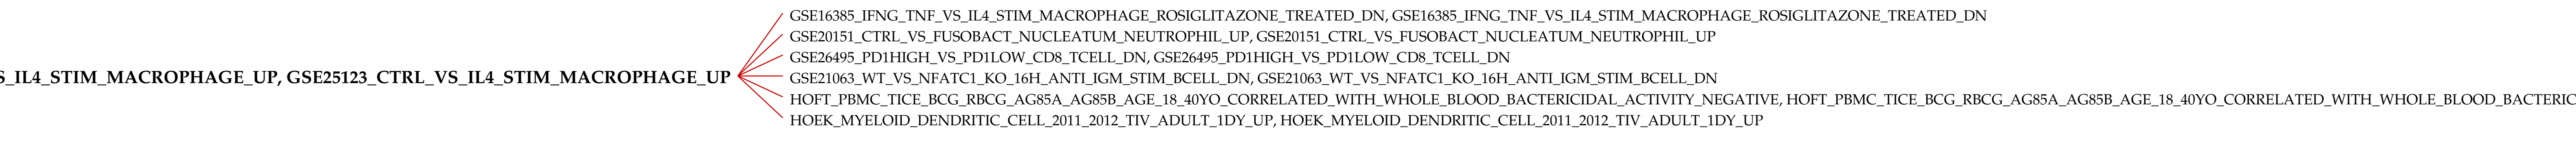 GSE16385_IFNG_TNF_VS_IL4_STIM_MACROPHAGE_ROSIGLITAZONE_TREATED_DN, GSE16385_IFNG_TNF_VS_IL4_STIM_MACROPHAGE_ROSIGLITAZONE_TREATED_DN
GSE20151_CTRL_VS_FUSOBACT_NUCLEATUM_NEUTROPHIL_UP, GSE20151_CTRL_VS_FUSOBACT_NUCLEATUM_NEUTROPHIL_UP
GSE26495_PD1HIGH_VS_PD1LOW_CD8_TCELL_DN, GSE26495_PD1HIGH_VS_PD1LOW_CD8_TCELL_DN
S_IL4_STIM_MACROPHAGE_UP, GSE25123_CTRL_VS_IL4_STIM_MACROPHAGE_UP
GSE21063_WT_VS_NFATC1_KO_16H_ANTI_IGM_STIM_BCELL_DN, GSE21063_WT_VS_NFATC1_KO_16H_ANTI_IGM_STIM_BCELL_DN
HOFT_PBMC_TICE_BCG_RBCG_AG85A_AG85B_AGE_18_40YO_CORRELATED_WITH_WHOLE_BLOOD_BACTERICIDAL_ACTIVITY_NEGATIVE, HOFT_PBMC_TICE_BCG_RBCG_AG85A_AG85B_AGE_18_40YO_CORRELATED_WITH_WHOLE_BLOOD_BACTERIC
HOEK_MYELOID_DENDRITIC_CELL_2011_2012_TIV_ADULT_1DY_UP, HOEK_MYELOID_DENDRITIC_CELL_2011_2012_TIV_ADULT_1DY_UP